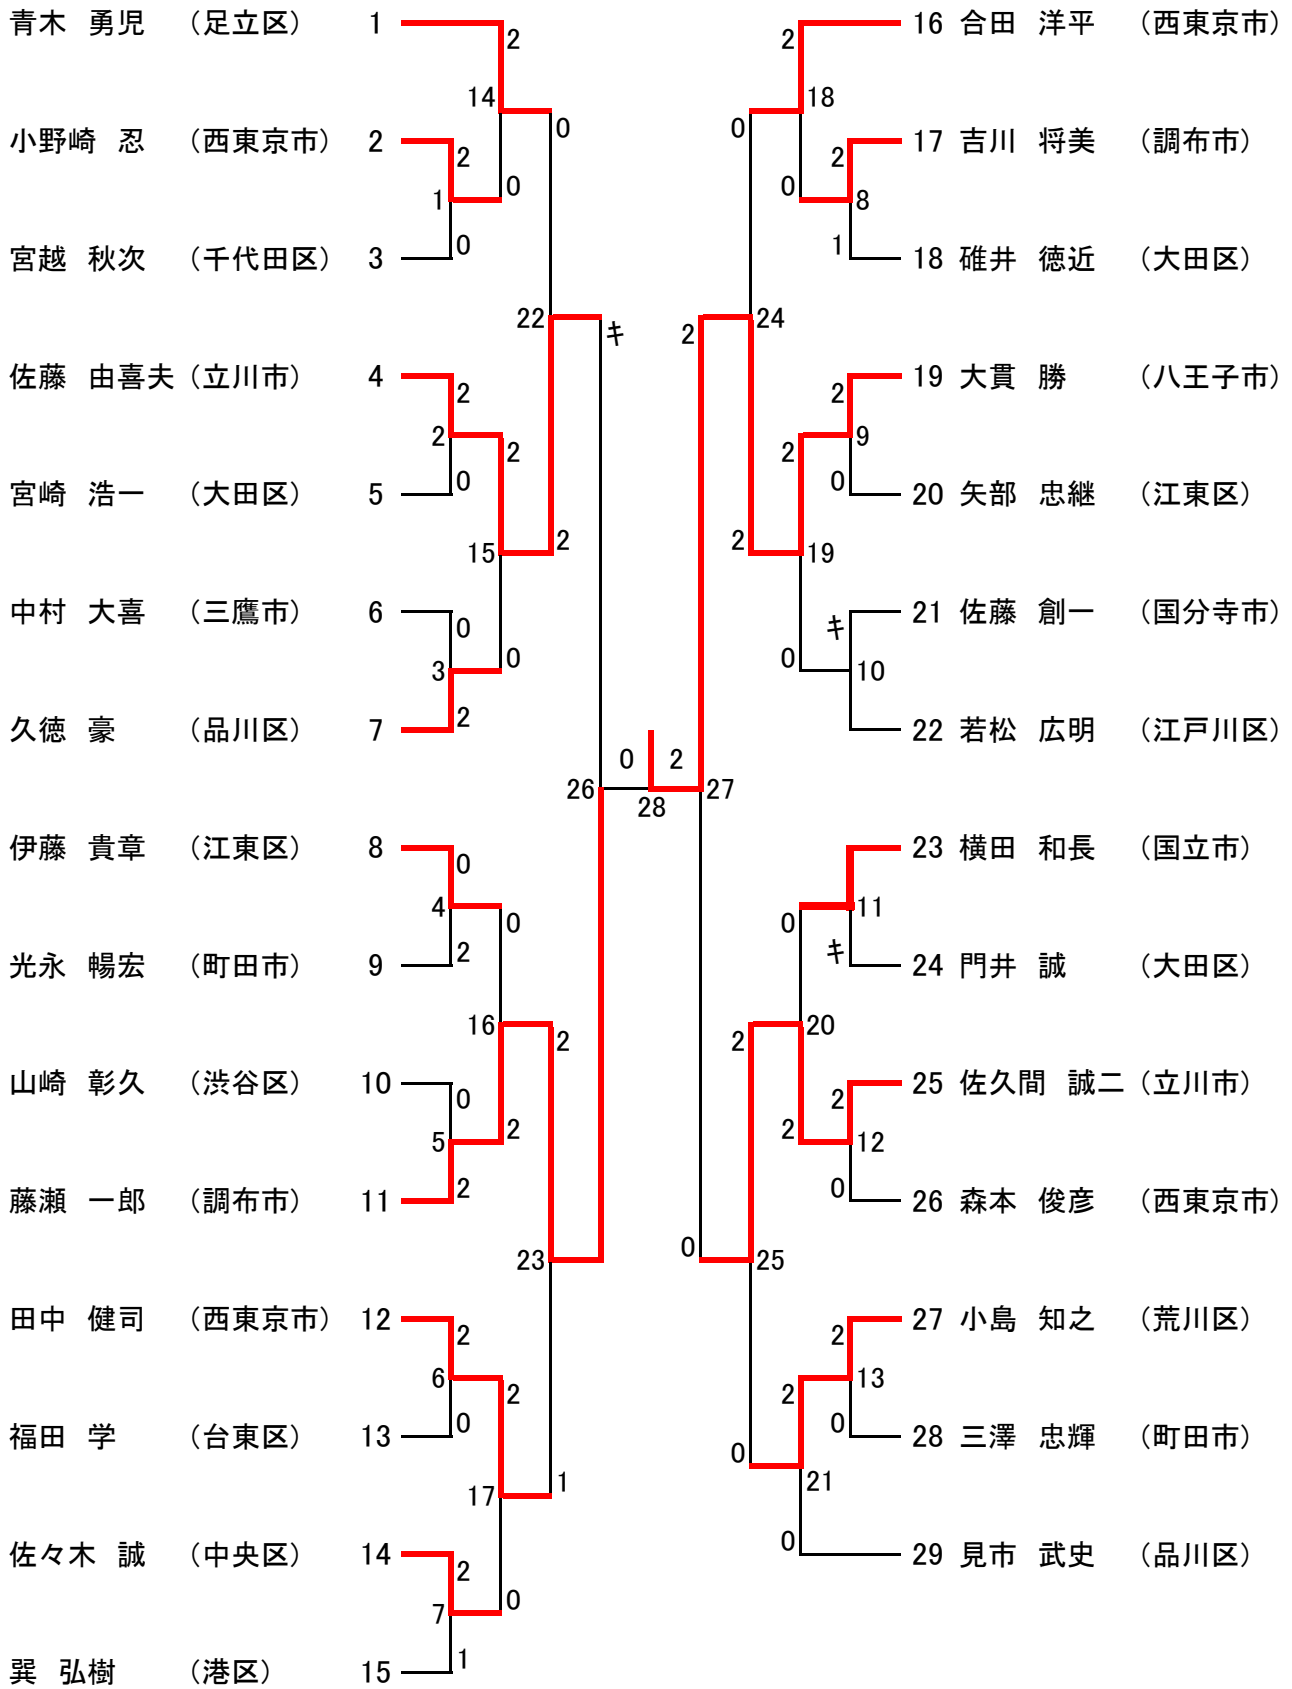 青木 勇児 （足立区） 1
小野崎 忍 （西東京市） 2
宮越 秋次 （千代田区） 3
佐藤 由喜夫 （立川市） 4
宮崎 浩一 （大田区） 5
中村 大喜 （三鷹市） 6
久徳 豪 （品川区） 7
伊藤 貴章 （江東区） 8
光永 暢宏 （町田市） 9
山崎 彰久 （渋谷区） 10
藤瀬 一郎 （調布市） 11
田中 健司 （西東京市） 12
福田 学 （台東区） 13
佐々木 誠 （中央区） 14
巽 弘樹 （港区） 15
2
14
0
2
1
0
0
22
キ
2
2
2
0
15
2
0
3
0
2
26
0
28
2
0
4
0
2
16
2
0
5
2
2
23
2
6
2
0
17
1
2
7
0
1
2
18
0
2
0
8
1
2
24
2
2
9
0
2
19
キ
0
10
27
11
0
キ
20
2
2
2
12
0
0
25
2
13
2
0
0
21
0
16 合田 洋平 （西東京市）
17 吉川 将美 （調布市）
18 碓井 徳近 （大田区）
19 大貫 勝 （八王子市）
20 矢部 忠継 （江東区）
21 佐藤 創一 （国分寺市）
22 若松 広明 （江戸川区）
23 横田 和長 （国立市）
24 門井 誠 （大田区）
25 佐久間 誠二 （立川市）
26 森本 俊彦 （西東京市）
27 小島 知之 （荒川区）
28 三澤 忠輝 （町田市）
29 見市 武史 （品川区）